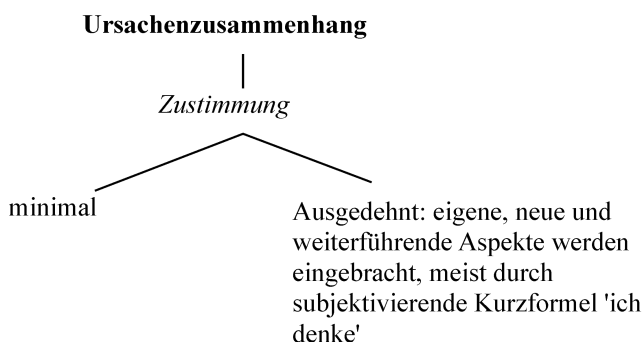 Ursachenzusammenhang
Zustimmung
minimal
Ausgedehnt: eigene, neue und
weiterführende Aspekte werden
eingebracht, meist durch
subjektivierende Kurzformel 'ich
denke'